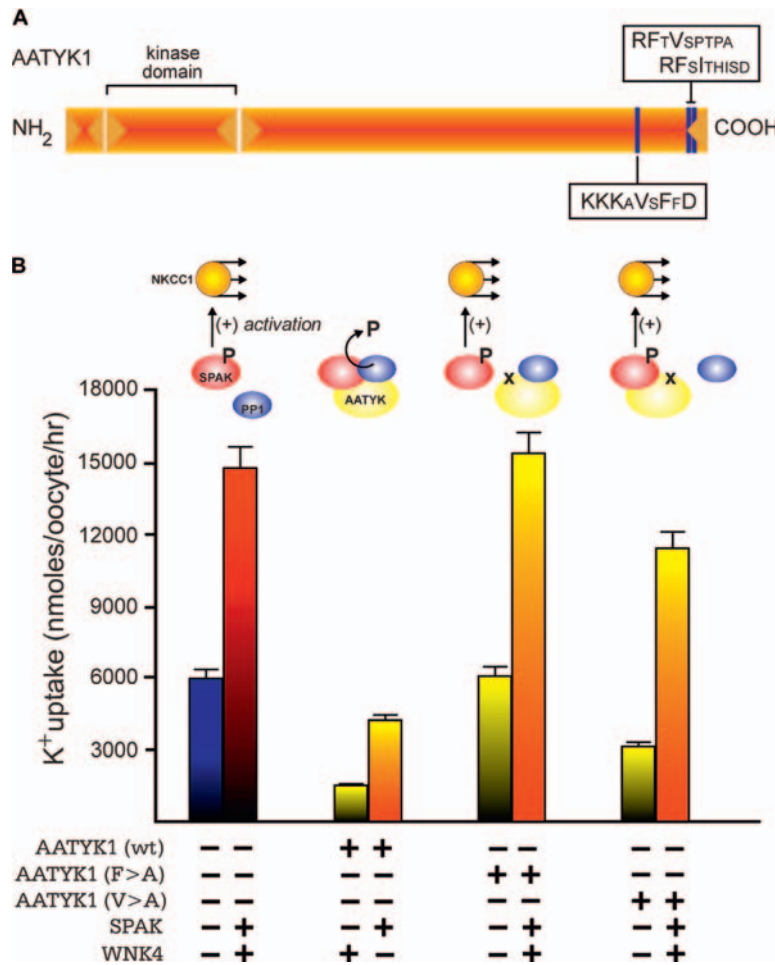 A
AATYK1
kinase
domain
RFTVSPTPA
RFSITHISD
NH2
COOH
KKKAVSFFD
B
NKCC1
(+) activation
P
SPAK
PP1
P
AATYK
(+)
P
x
(+)
P
x
K+ uptake (nmoles/oocyte/hr)
18000
15000
12000
9000
6000
3000
AATYK1 (wt) − − + + − − − −
AATYK1 (F>A) − − − − + + − −
AATYK1 (V>A) − − − − − − + +
SPAK − + − + − + − +
WNK4 − + + − − + − +